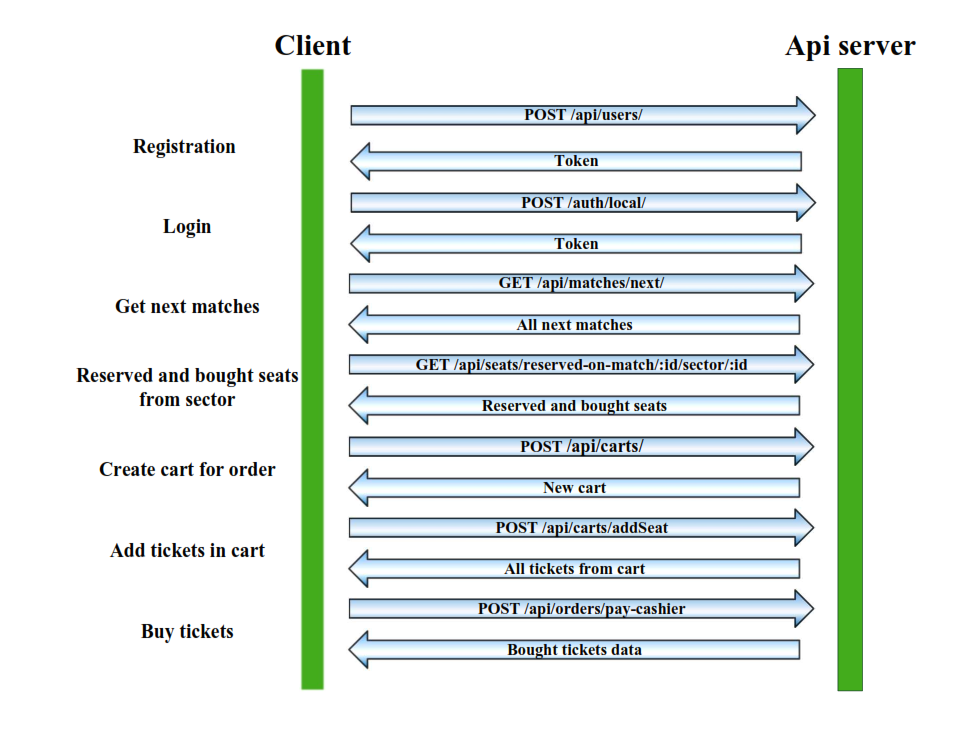 Client
Api server
POST /api/users/
Registration
Token
POST /auth/local/
Login
Token
GET /api/matches/next/
Get next matches
All next matches
GET /api/seats/reserved-on-match/:id/sector/:id
Reserved and bought seats
from sector
Reserved and bought seats
POST /api/carts/
Create cart for order
New cart
POST /api/carts/addSeat
Add tickets in cart
All tickets from cart
POST /api/orders/pay-cashier
Buy tickets
Bought tickets data